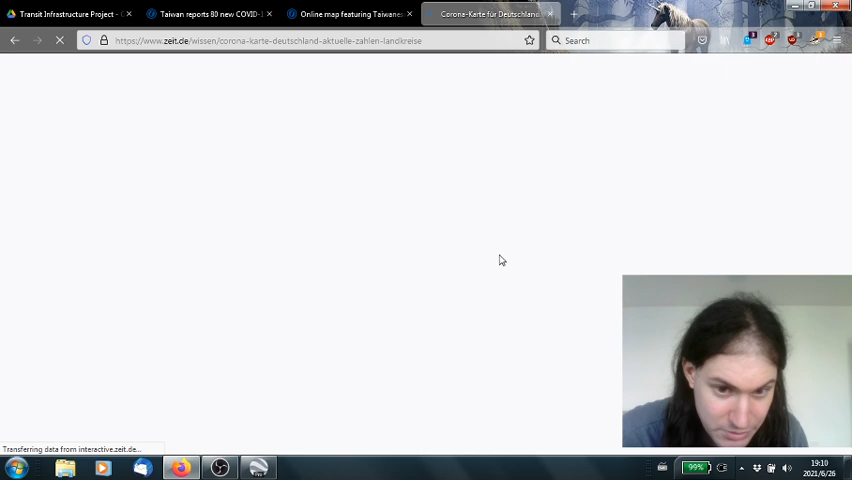 Transit Infrastructure Project - G
Taiwan reports 80 new COVID-1
Online map featuring Taiwanes
Corona-Karte für Deutschland
https://www.zeit.de/wissen/corona-karte-deutschland-aktuelle-zahlen-landkreise
Search
Transferring data from interactive.zeit.de...
99%
19:10
2021/6/26